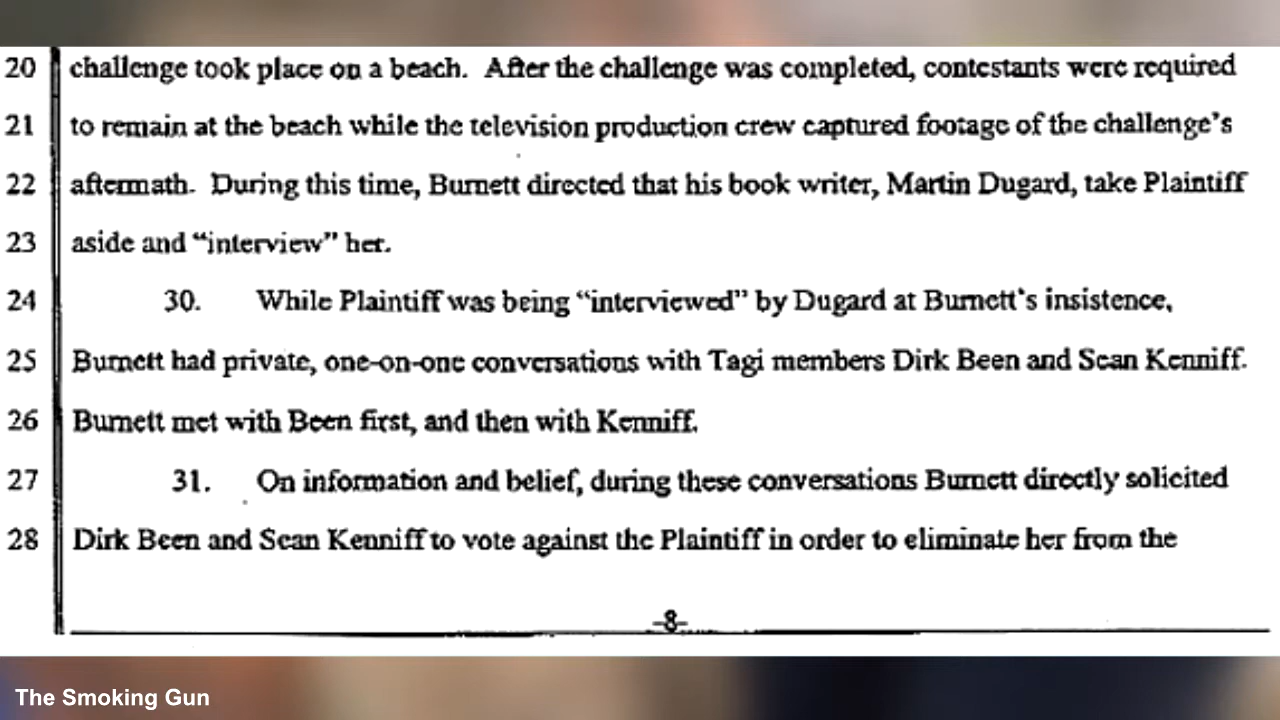 20 challenge took place on a beach. After the challenge was completed, contestants were required
21 to remain at the beach while the television production crew captured footage of the challenge's
22 aftermath. During this time, Burnett directed that his book writer, Martin Dugard, take Plaintiff
23 aside and “interview” her.
24 30. While Plaintiff was being “interviewed” by Dugard at Burnett's insistence,
25 Burnett had private, one-on-one conversations with Tagi members Dirk Been and Sean Kenniff.
26 Burnett met with Been first, and then with Kenniff.
27 31. On information and belief, during these conversations Burnett directly solicited
28 Dirk Been and Sean Kenniff to vote against the Plaintiff in order to eliminate her from the
-8-
The Smoking Gun